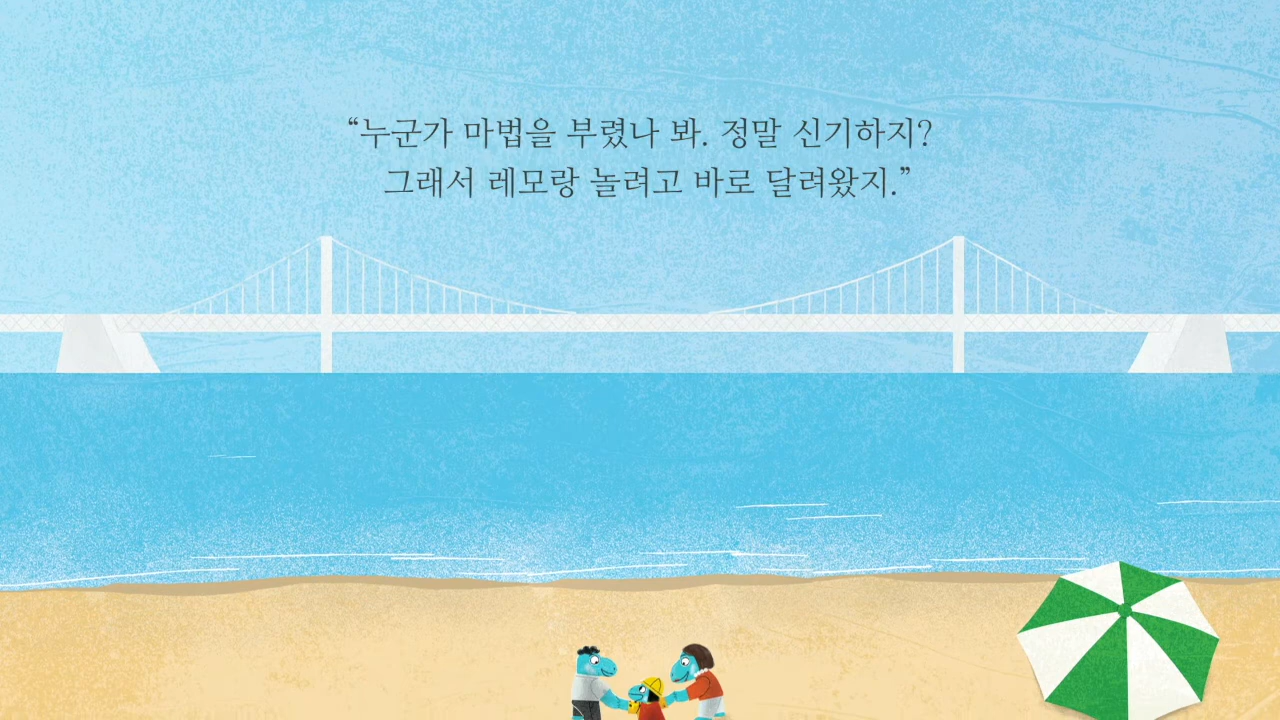 “누군가 마법을 부렸나 봐. 정말 신기하지?
그래서 레모랑 놀려고 바로 달려왔지.”